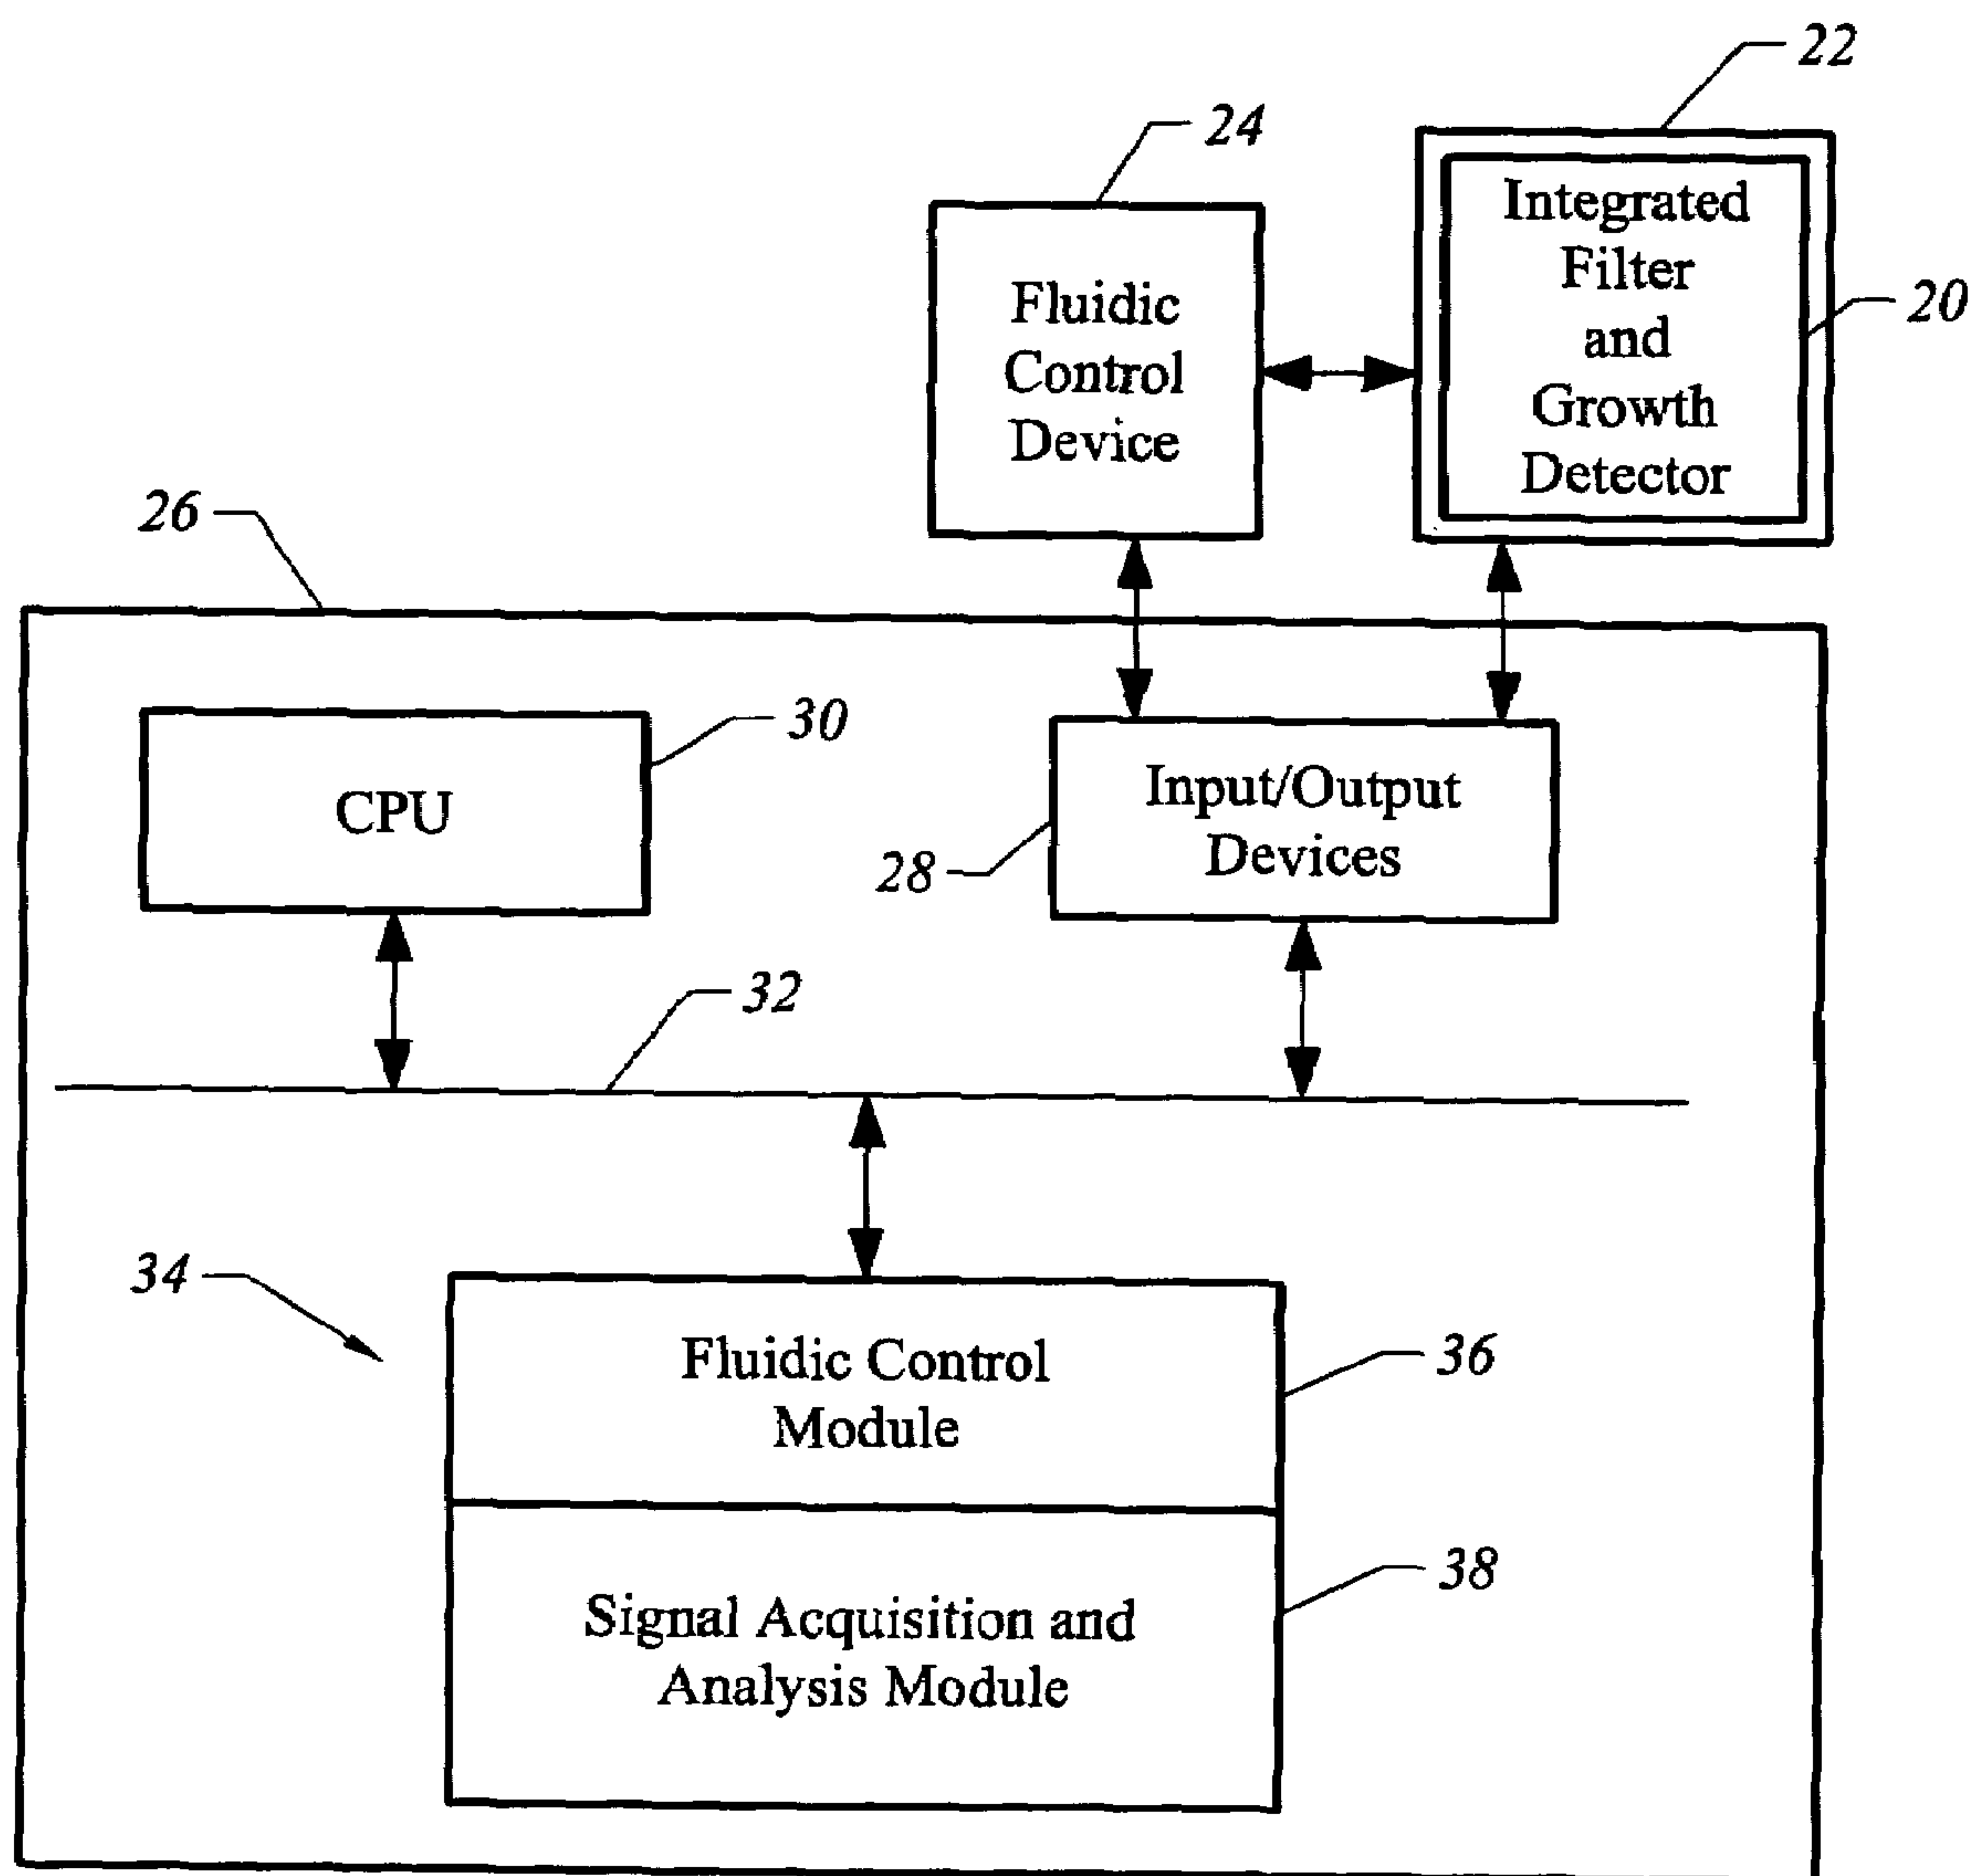 22
24
Integrated
Filter
and
Growth
Detector
20
Fluidic
Control
Device
26
30
CPU
Input/Output
Devices
28
32
34
Fluidic Control
Module
36
Signal Acquisition and
Analysis Module
38